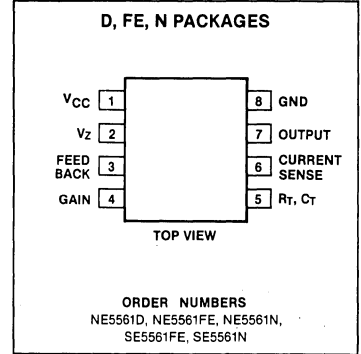 D, FE, N PACKAGES
VCC 1
8 GND
VZ 2
7 OUTPUT
FEED BACK 3
6 CURRENT SENSE
GAIN 4
5 RT, CT
TOP VIEW
ORDER NUMBERS
NE5561D, NE5561FE, NE5561N,
SE5561FE, SE5561N